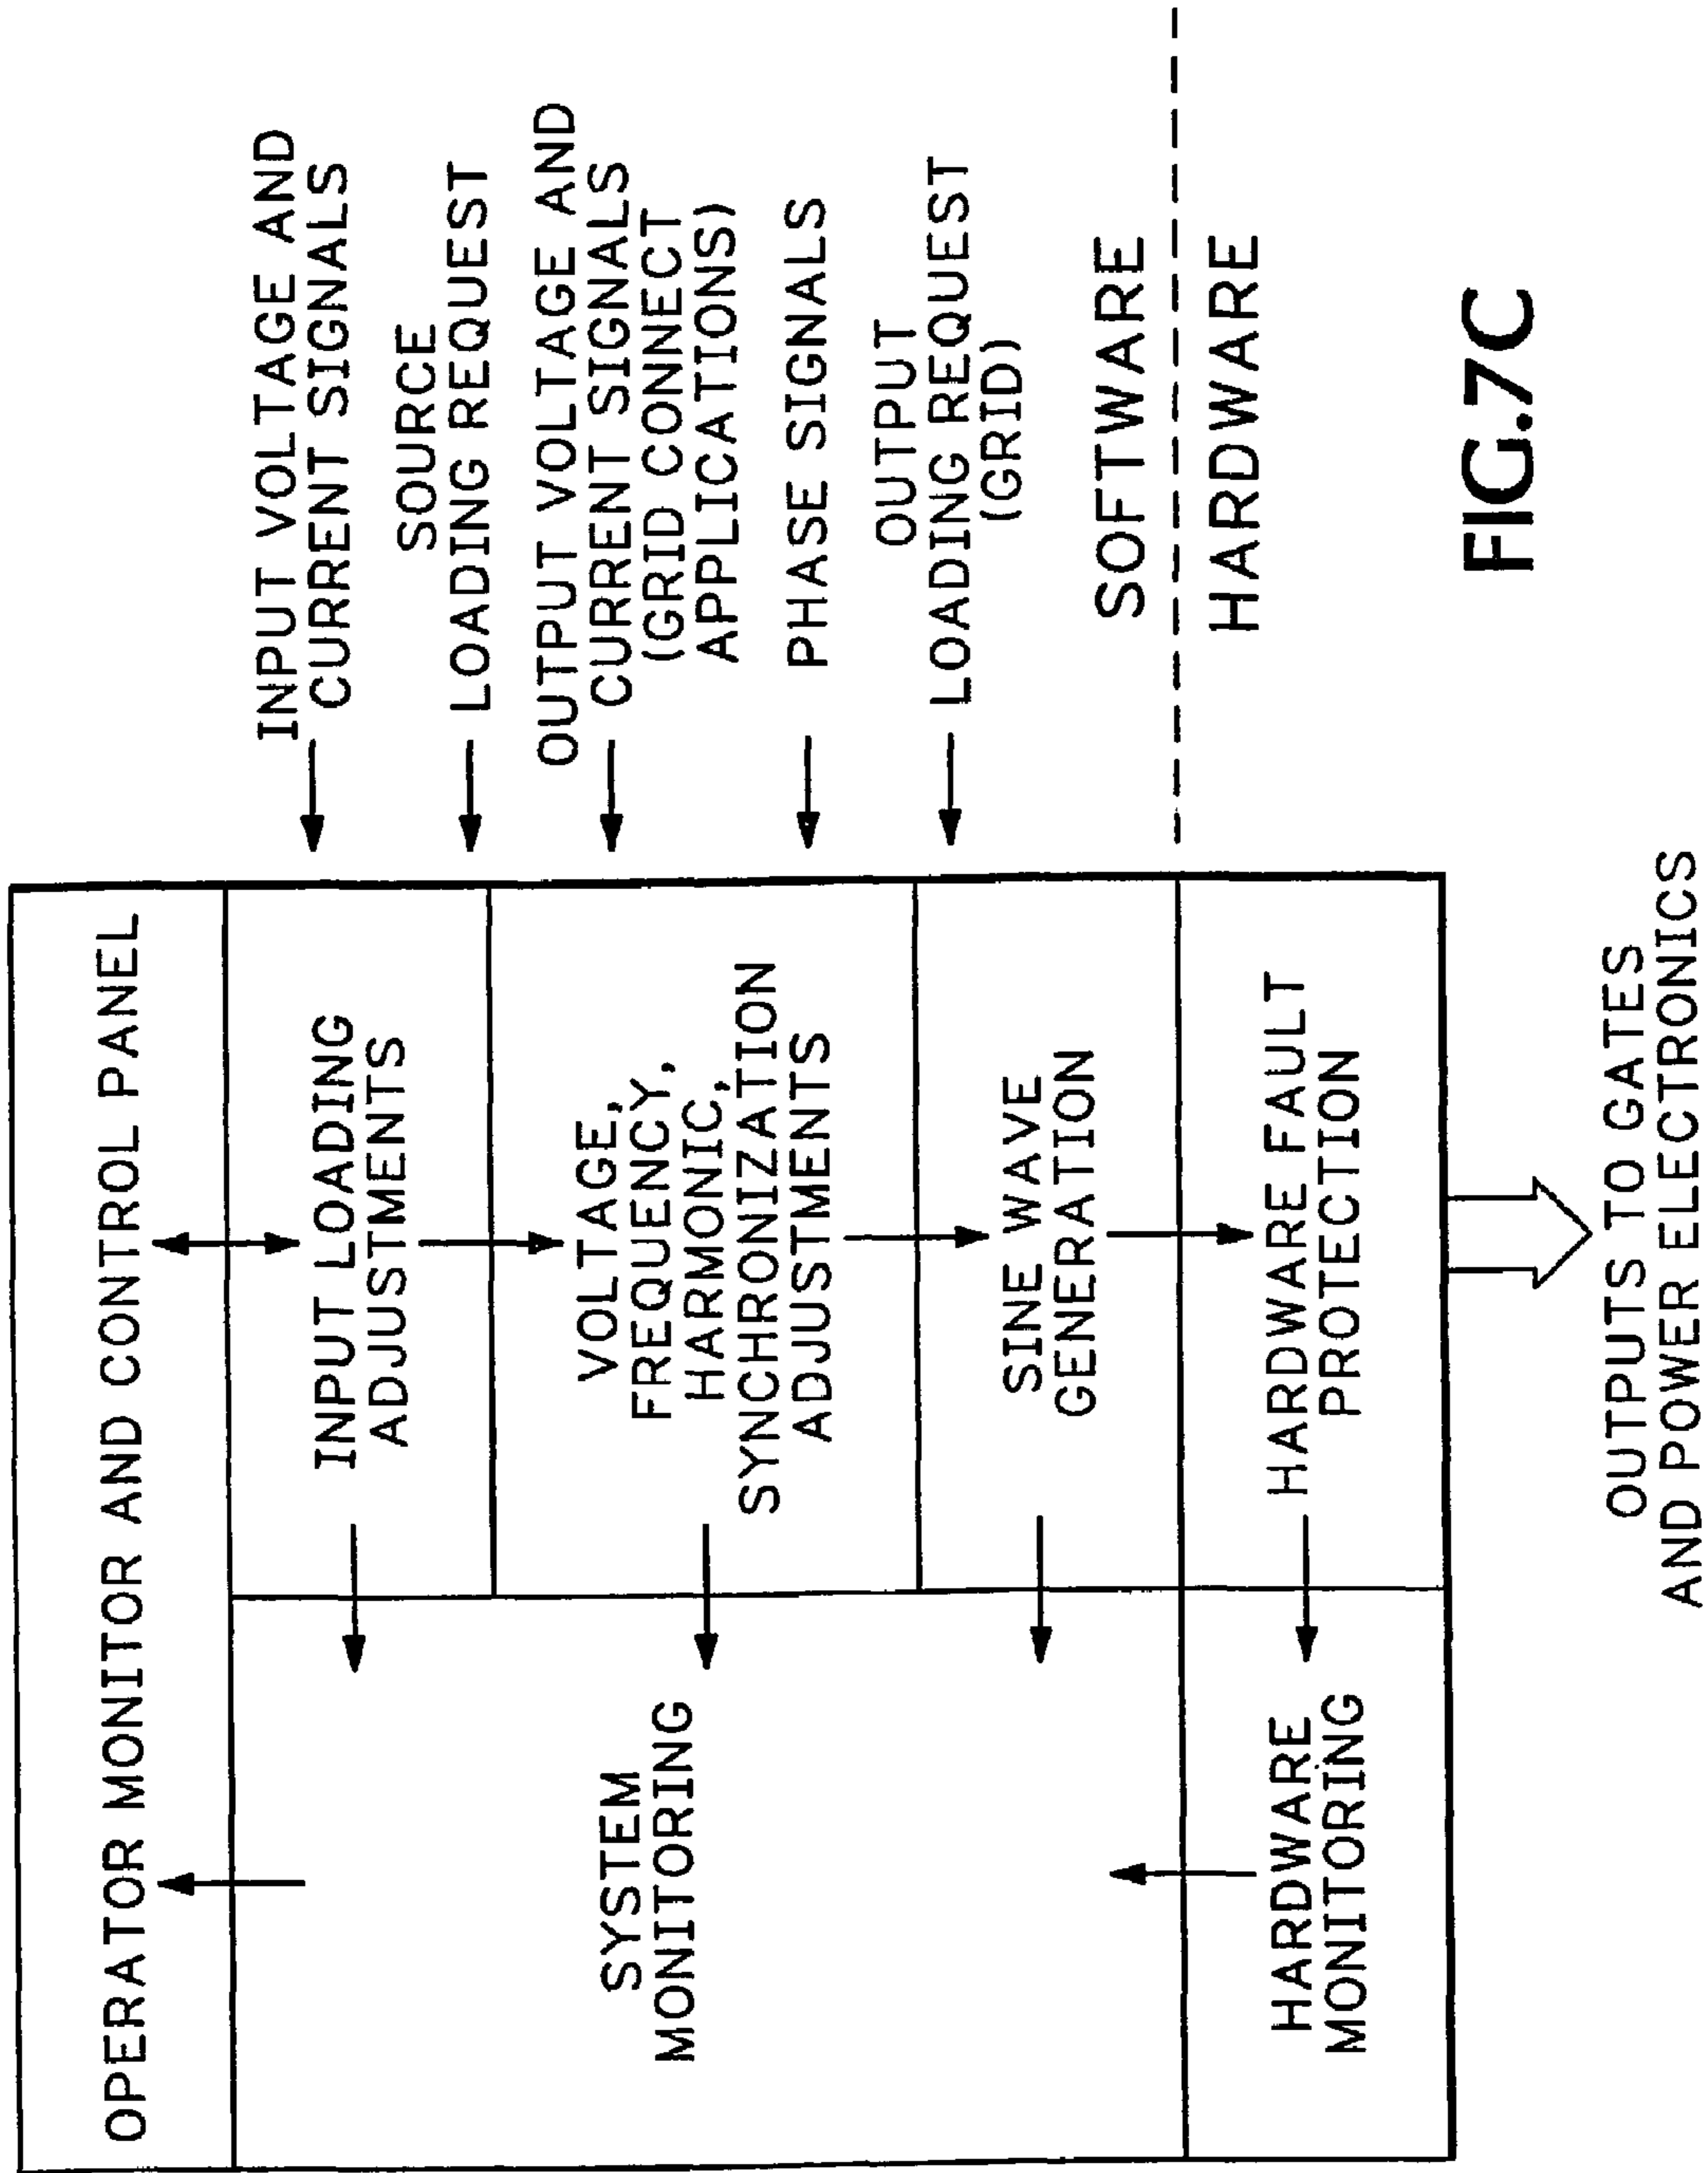 OPERATOR MONITOR AND CONTROL PANEL
SYSTEM
MONITORING
INPUT LOADING
ADJUSTMENTS
VOLTAGE,
FREQUENCY,
HARMONIC,
SYNCHRONIZATION
ADJUSTMENTS
SINE WAVE
GENERATION
HARDWARE
MONITORING
HARDWARE FAULT
PROTECTION
INPUT VOLTAGE AND
CURRENT SIGNALS
SOURCE
LOADING REQUEST
OUTPUT VOLTAGE AND
CURRENT SIGNALS
(GRID CONNECT
APPLICATIONS)
PHASE SIGNALS
OUTPUT
LOADING REQUEST
(GRID)
SOFTWARE
HARDWARE
OUTPUTS TO GATES
AND POWER ELECTRONICS
FIG.7C